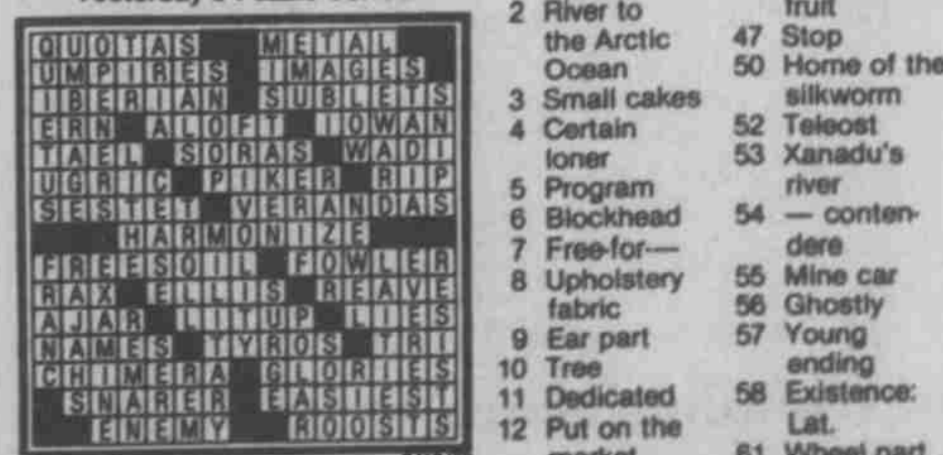 QUOTAS METAL
UMPIRES IMAGES
IBERIAN SUBLETS
ERN ALOFT IOWAN
TAEL SORAS WADI
UGRIC PIKER RIP
SESTET VERANDAS
HARMONIZE
FREESOIL FOWLER
RAX ELLIS REAVE
AJAR LITUP LIES
NAMES TYROS TRI
CHIMERA GLORIES
SNARER EASIEST
ENEMY ROOSTS
2 River to
the Arctic
Ocean
3 Small cakes
4 Certain
loner
5 Program
6 Blockhead
7 Free-for-—
8 Upholstery
fabric
9 Ear part
10 Tree
11 Dedicated
12 Put on the
fruit
47 Stop
50 Home of the
silkworm
52 Teleost
53 Xanadu's
river
54 — conten-
dere
55 Mine car
56 Ghostly
57 Young
ending
58 Existence:
Lat.
61 Wheel part